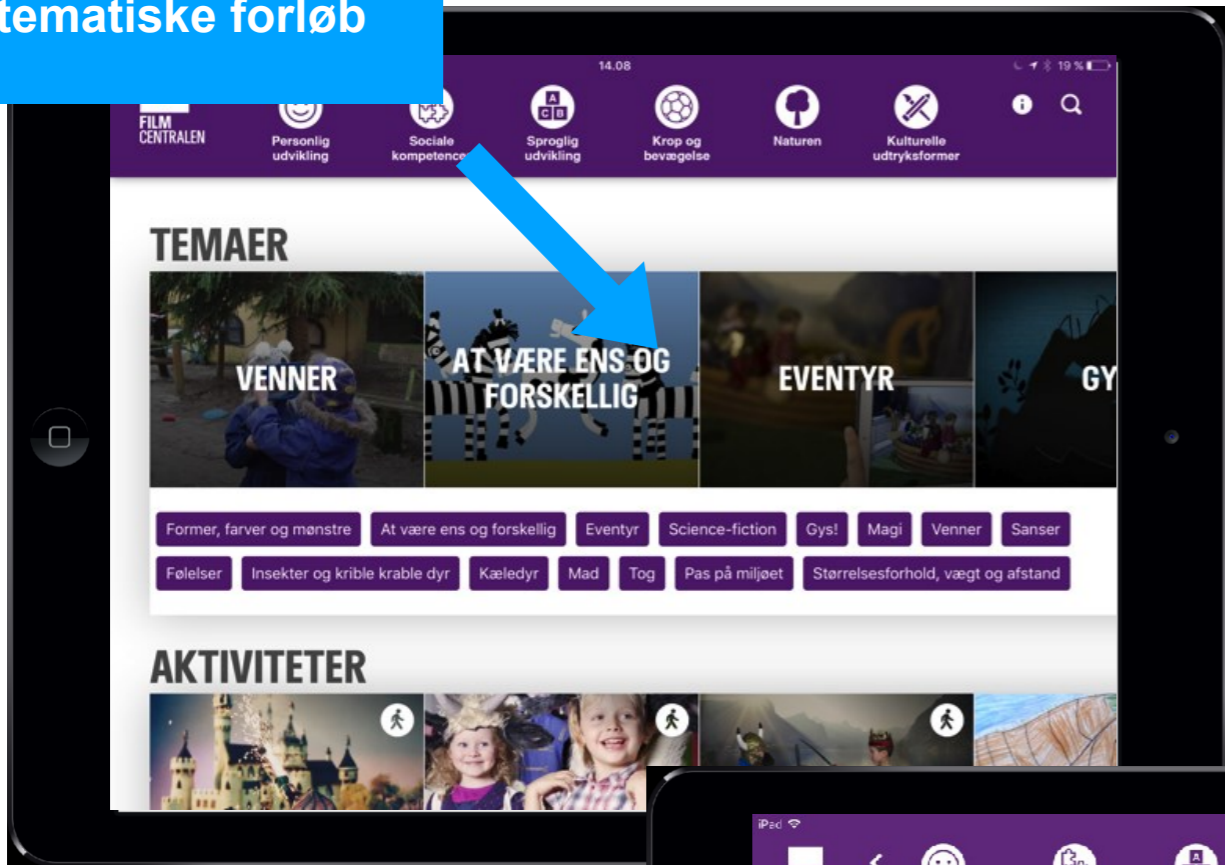 tematiske forløb
14.08
19 %
FILM
CENTRALEN
Personlig
udvikling
Sociale
Sproglig
udvikling
Krop og
bevægelse
Naturen
Kulturelle
udtryksformer
TEMAER
VENNER
AT VÆRE ENS OG
FORSKELLIG
EVENTYR
GY
Former, farver og mønstre At være ens og forskellig Eventyr Science-fiction Gys! Magi Venner Sanser
Følelser Insekter og krible krable dyr Kæledyr Mad Tog Pas på miljøet Størrelsesforhold, vægt og afstand
AKTIVITETER
iPad